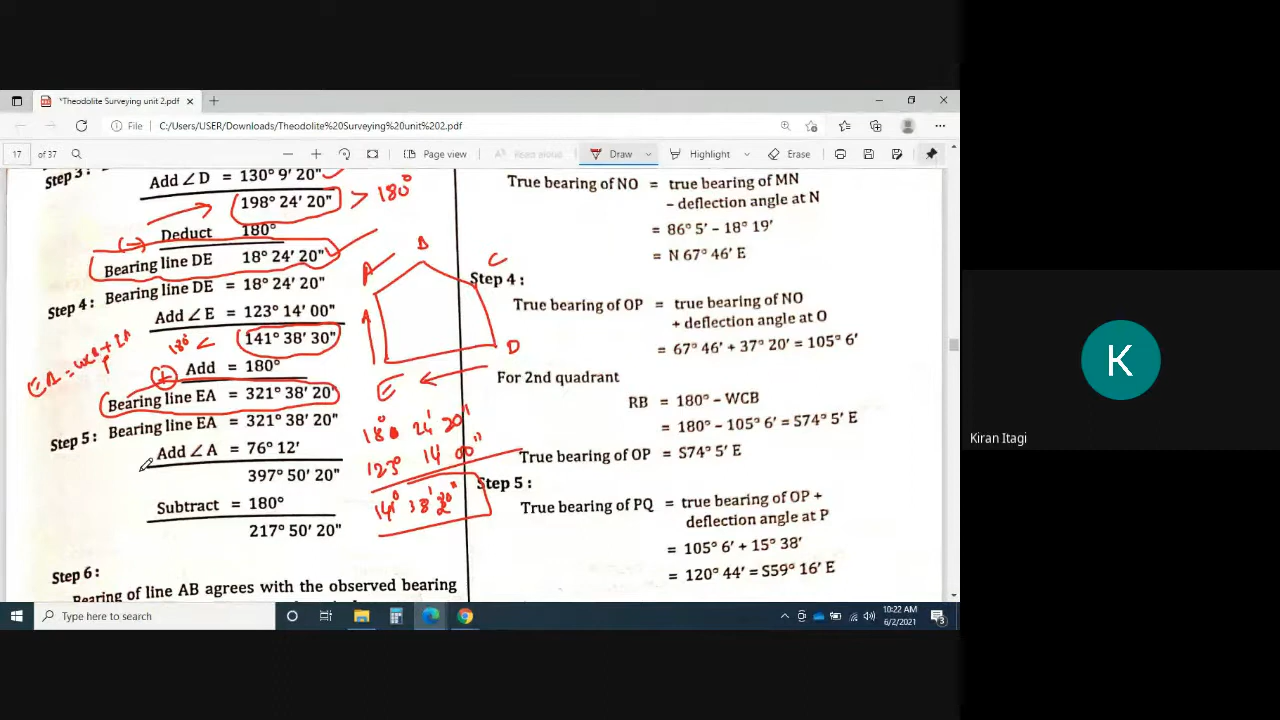 *Theodolite Surveying unit 2.pdf
File
C:/Users/USER/Downloads/Theodolite%20Surveying%20unit%202.pdf
17 of 37
Page view
Read aloud
Draw
Highlight
Erase
Step 3 :
Add ∠D = 130° 9' 20"
198° 24' 20" > 180°
(-) Deduct 180°
Bearing line DE 18° 24' 20"
Step 4 : Bearing line DE = 18° 24' 20"
Add ∠E = 123° 14' 00"
180° < 141° 38' 30"
+ Add = 180°
Bearing line EA = 321° 38' 20"
Step 5 : Bearing line EA = 321° 38' 20"
Add ∠A = 76° 12'
397° 50' 20"
Subtract = 180°
217° 50' 20"
Step 6 :
Bearing of line AB agrees with the observed bearing
A
B
C
A
D
E
18° 24' 20"
123° 14' 00"
141° 38' 20"
True bearing of NO = true bearing of MN
− deflection angle at N
= 86° 5' − 18° 19'
= N 67° 46' E
Step 4 :
True bearing of OP = true bearing of NO
+ deflection angle at O
= 67° 46' + 37° 20' = 105° 6'
For 2nd quadrant
RB = 180° − WCB
= 180° − 105° 6' = S74° 5' E
True bearing of OP = S74° 5' E
Step 5 :
True bearing of PQ = true bearing of OP +
deflection angle at P
= 105° 6' + 15° 38'
= 120° 44' = S59° 16' E
Type here to search
10:22 AM
6/2/2021
3
K
Kiran Itagi